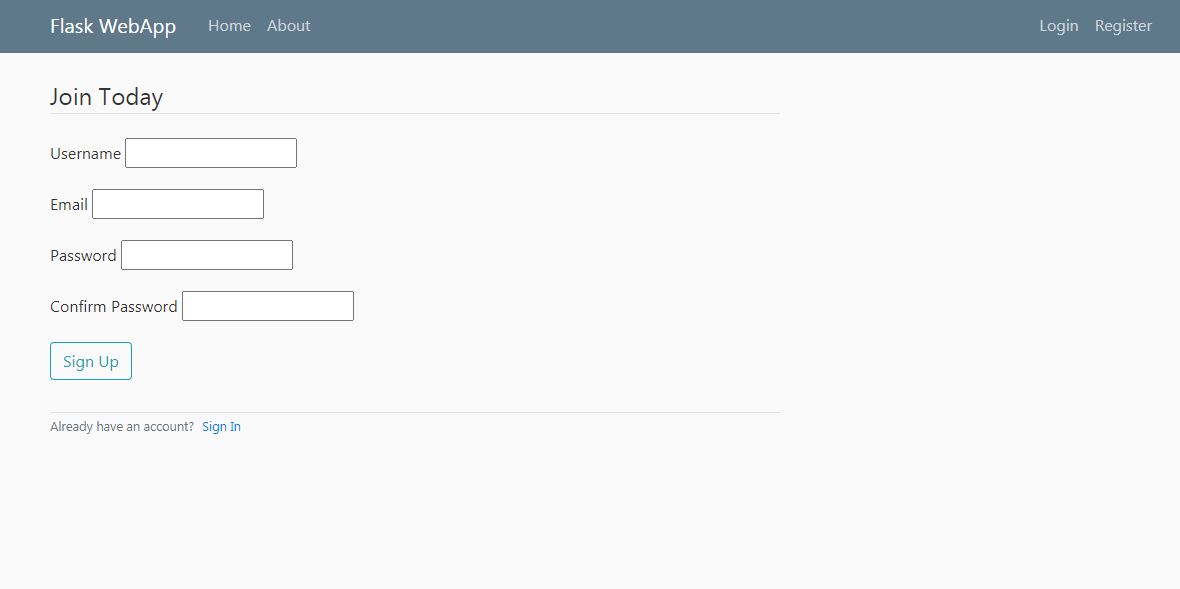 Flask WebApp Home About Login Register
Join Today
Username
Email
Password
Confirm Password
Sign Up
Already have an account? Sign In